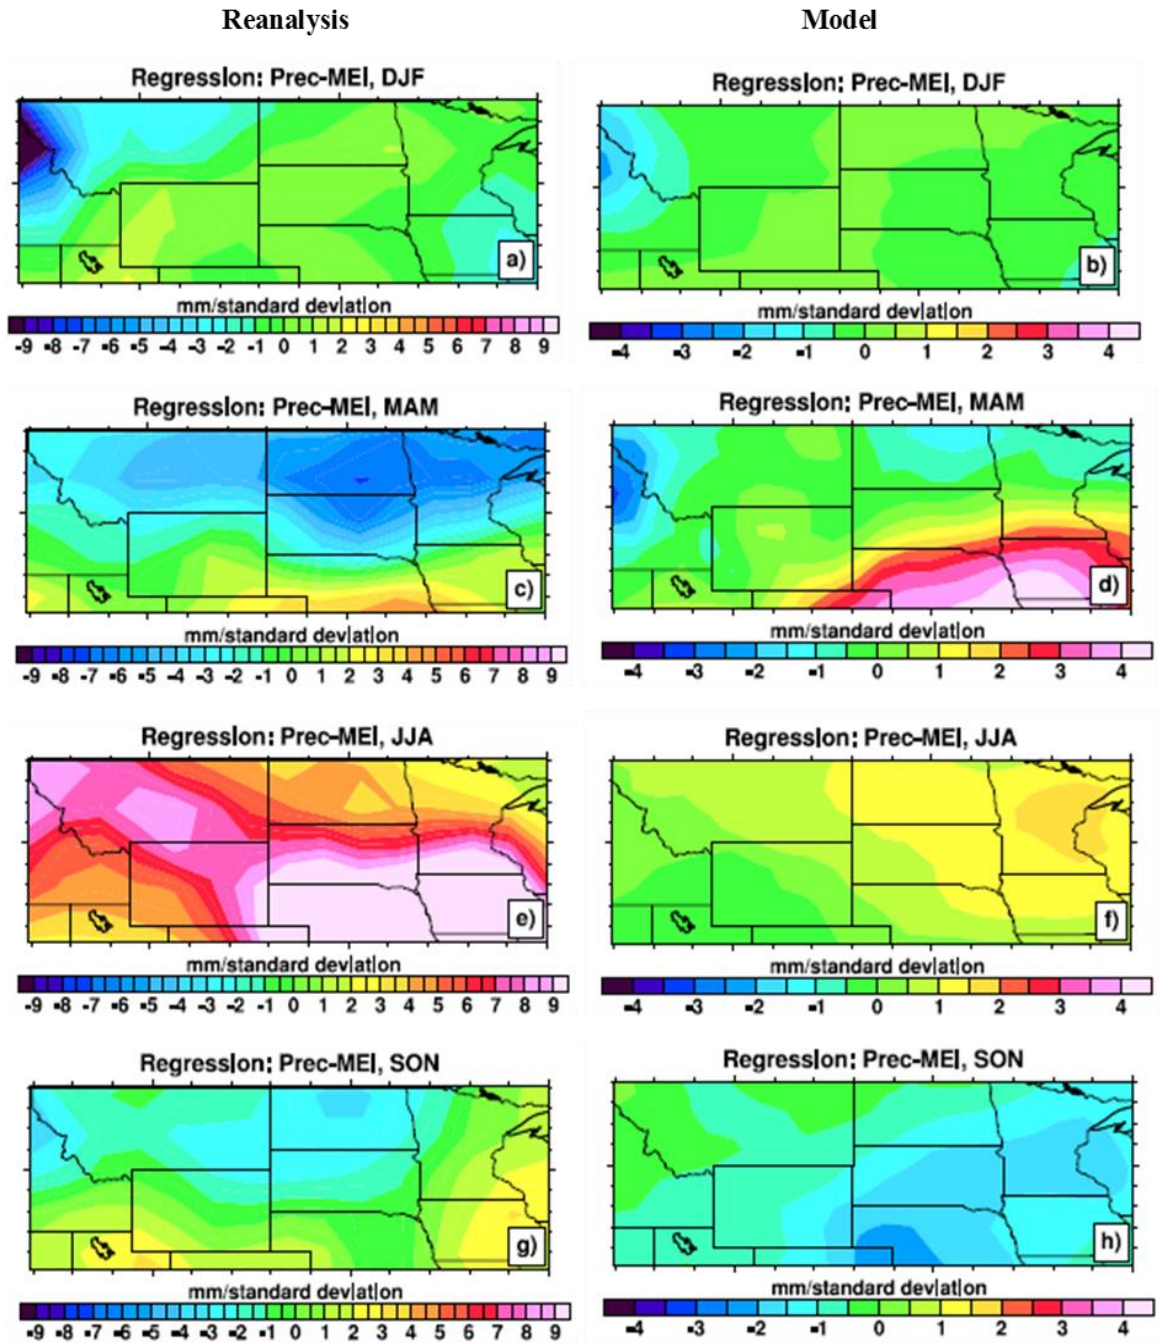 Reanalysis Model
Regression: Prec-MEI, DJF Regression: Prec-MEI, DJF
a) b)
mm/standard deviation mm/standard deviation
-9 -8 -7 -6 -5 -4 -3 -2 -1 0 1 2 3 4 5 6 7 8 9 -4 -3 -2 -1 0 1 2 3 4
Regression: Prec-MEI, MAM Regression: Prec-MEI, MAM
c) d)
mm/standard deviation mm/standard deviation
-9 -8 -7 -6 -5 -4 -3 -2 -1 0 1 2 3 4 5 6 7 8 9 -4 -3 -2 -1 0 1 2 3 4
Regression: Prec-MEI, JJA Regression: Prec-MEI, JJA
e) f)
mm/standard deviation mm/standard deviation
-9 -8 -7 -6 -5 -4 -3 -2 -1 0 1 2 3 4 5 6 7 8 9 -4 -3 -2 -1 0 1 2 3 4
Regression: Prec-MEI, SON Regression: Prec-MEI, SON
g) h)
mm/standard deviation mm/standard deviation
-9 -8 -7 -6 -5 -4 -3 -2 -1 0 1 2 3 4 5 6 7 8 9 -4 -3 -2 -1 0 1 2 3 4